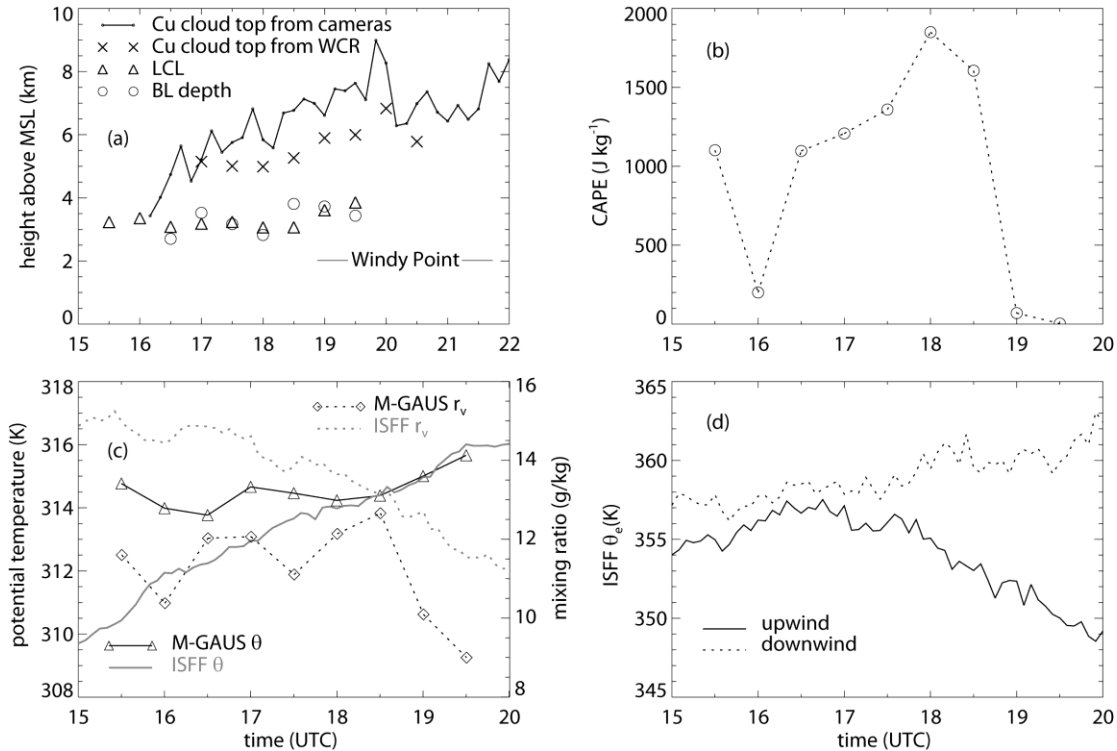 Cu cloud top from cameras
Cu cloud top from WCR
LCL
BL depth
(a)
Windy Point
height above MSL (km)
10
8
6
4
2
0
15 16 17 18 19 20 21 22
(b)
CAPE (J kg⁻¹)
2000
1500
1000
500
0
15 16 17 18 19 20
(c)
M-GAUS rᵥ
ISFF rᵥ
M-GAUS θ
ISFF θ
potential temperature (K)
318
316
314
312
310
308
mixing ratio (g/kg)
16
14
12
10
8
15 16 17 18 19 20
time (UTC)
(d)
upwind
downwind
ISFF θₑ(K)
365
360
355
350
345
15 16 17 18 19 20
time (UTC)